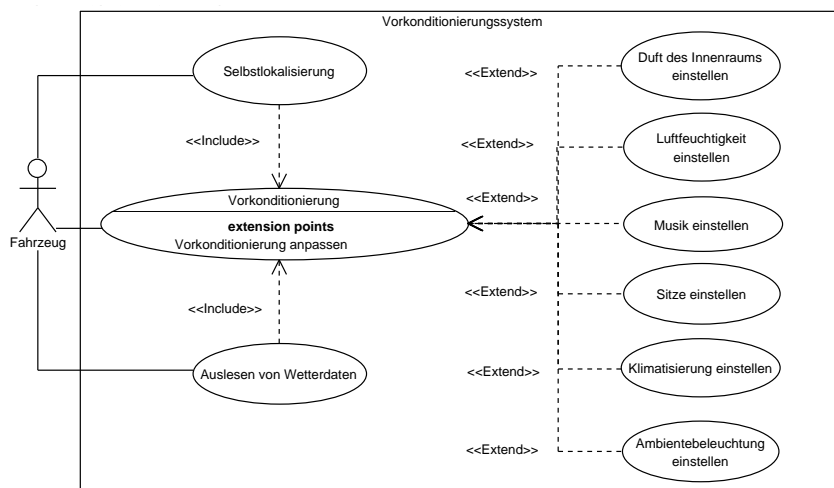 Vorkonditionierungssystem
Selbstlokalisierung
<<Extend>>
Duft des Innenraums
einstellen
<<Include>>
<<Extend>>
Luftfeuchtigkeit
einstellen
Vorkonditionierung
<<Extend>>
extension points
Vorkonditionierung anpassen
Musik einstellen
Fahrzeug
<<Extend>>
Sitze einstellen
<<Include>>
<<Extend>>
Klimatisierung einstellen
Auslesen von Wetterdaten
<<Extend>>
Ambientebeleuchtung
einstellen